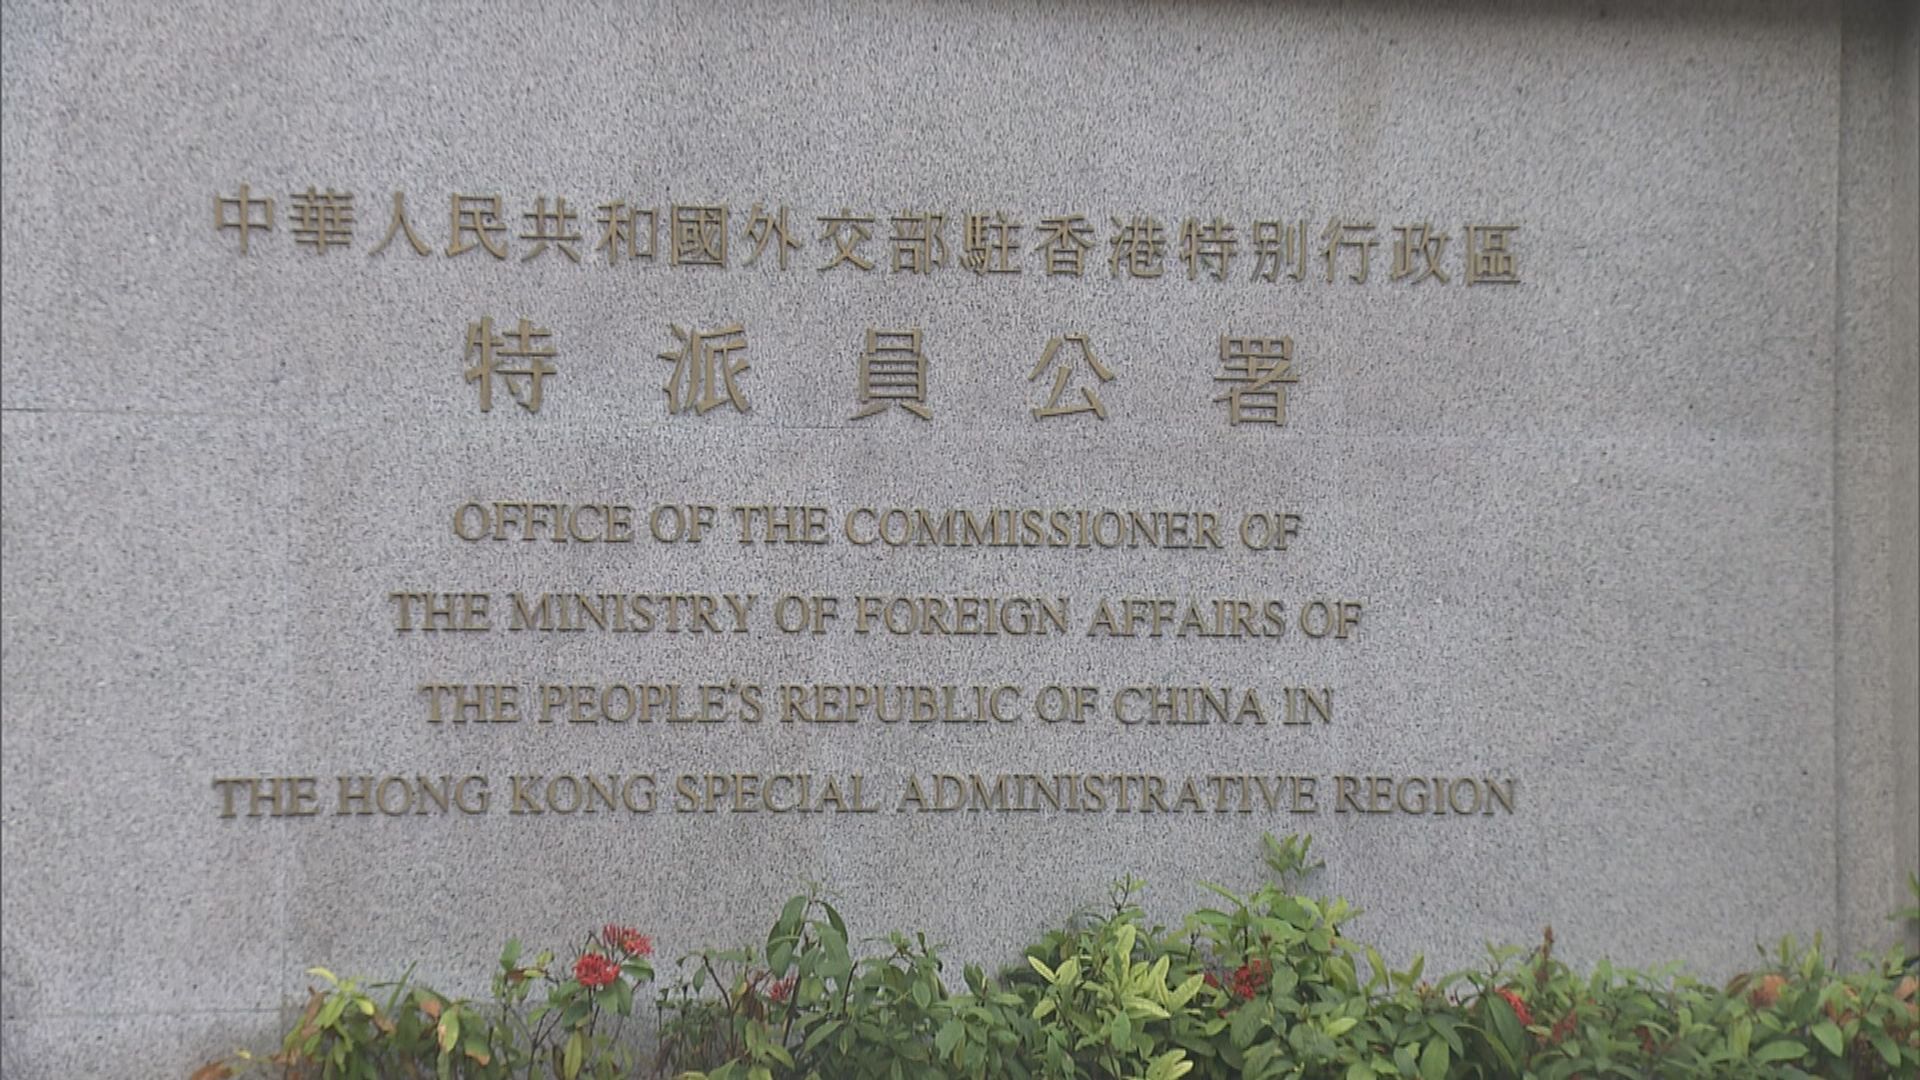 中華人民共和國外交部駐香港特別行政區
特派員公署
OFFICE OF THE COMMISSIONER OF
THE MINISTRY OF FOREIGN AFFAIRS OF
THE PEOPLE'S REPUBLIC OF CHINA IN
THE HONG KONG SPECIAL ADMINISTRATIVE REGION